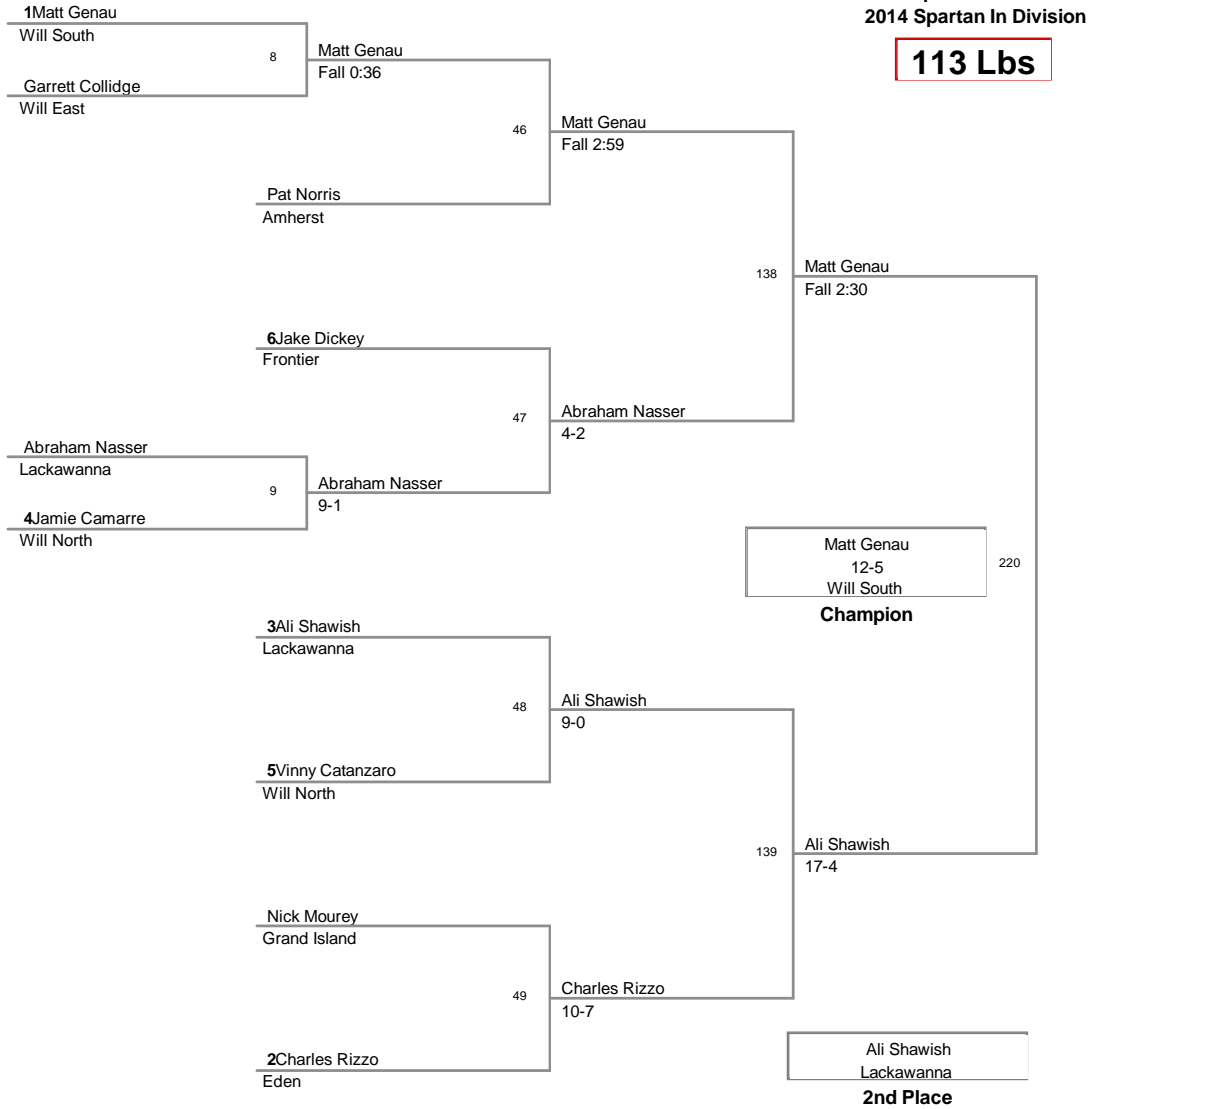 2014 Spartan In Division
113 Lbs
1Matt Genau
Will South
8
Matt Genau
Fall 0:36
Garrett Collidge
Will East
46
Matt Genau
Fall 2:59
Pat Norris
Amherst
138
Matt Genau
Fall 2:30
6Jake Dickey
Frontier
47
Abraham Nasser
4-2
Abraham Nasser
Lackawanna
9
Abraham Nasser
9-1
4Jamie Camarre
Will North
Matt Genau
12-5
Will South
220
Champion
3Ali Shawish
Lackawanna
48
Ali Shawish
9-0
5Vinny Catanzaro
Will North
139
Ali Shawish
17-4
Nick Mourey
Grand Island
49
Charles Rizzo
10-7
2Charles Rizzo
Eden
Ali Shawish
Lackawanna
2nd Place